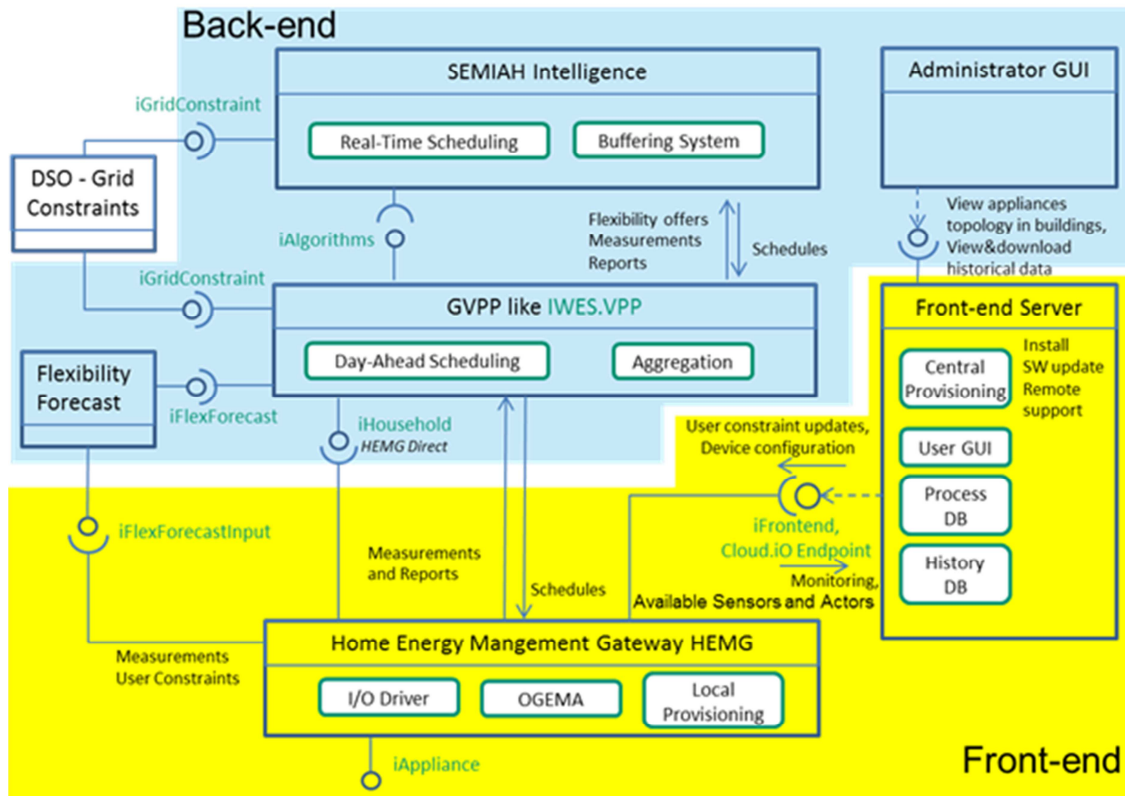 Back-end
SEMIAH Intelligence
Real-Time Scheduling
Buffering System
Administrator GUI
iGridConstraint
DSO - Grid
Constraints
iAlgorithms
Flexibility offers
Measurements
Reports
Schedules
View appliances
topology in buildings,
View&download
historical data
iGridConstraint
GVPP like IWES.VPP
Day-Ahead Scheduling
Aggregation
Flexibility
Forecast
iFlexForecast
iHousehold
HEMG Direct
Front-end Server
Central
Provisioning
Install
SW update
Remote
support
User GUI
Process
DB
History
DB
User constraint updates,
Device configuration
iFrontend,
Cloud.iO Endpoint
Monitoring,
Available Sensors and Actors
iFlexForecastInput
Measurements
and Reports
Schedules
Measurements
User Constraints
Home Energy Mangement Gateway HEMG
I/O Driver
OGEMA
Local
Provisioning
iAppliance
Front-end